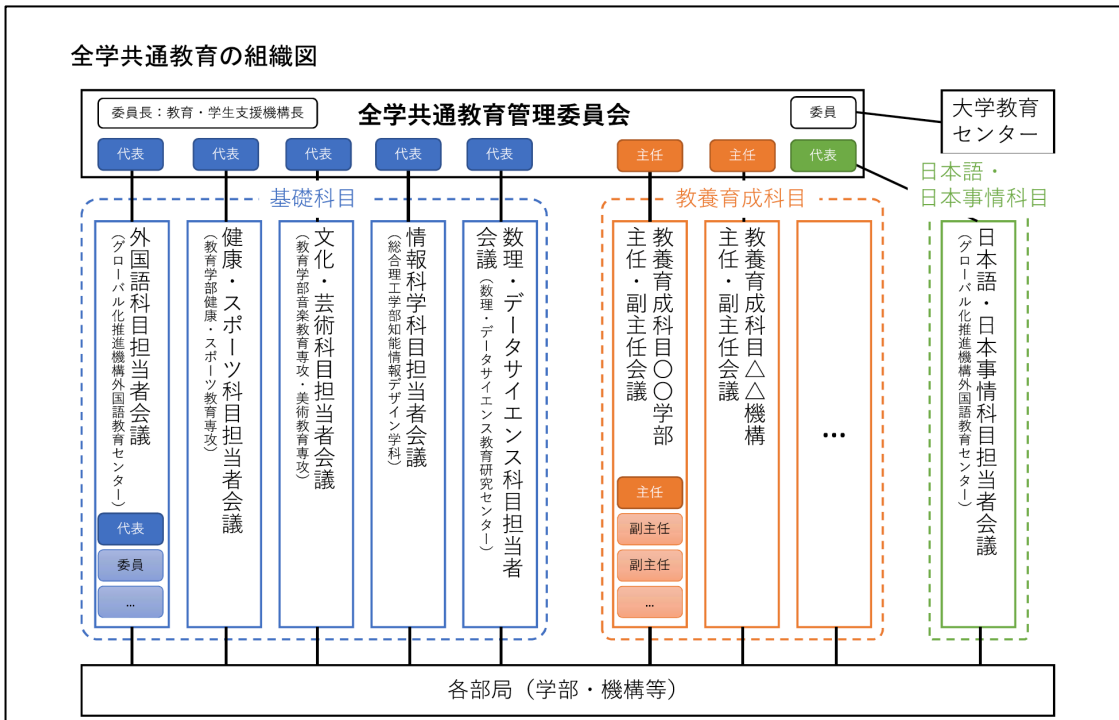 全学共通教育の組織図
委員長：教育・学生支援機構長
全学共通教育管理委員会
委員
大学教育
センター
代表
代表
代表
代表
代表
主任
主任
代表
基礎科目
教養育成科目
日本語・
日本事情科目
外国語科目担当者会議
（グローバル化推進機構外国語教育センター）
代表
委員
...
健康・スポーツ科目担当者会議
（教育学部健康・スポーツ教育専攻）
文化・芸術科目担当者会議
（教育学部音楽教育専攻・美術教育専攻）
情報科学科目担当者会議
（総合理工学部知能情報デザイン学科）
数理・データサイエンス科目担当者
会議（数理・データサイエンス教育研究センター）
教養育成科目〇〇学部
主任・副主任会議
主任
副主任
副主任
...
教養育成科目△△機構
主任・副主任会議
...
日本語・日本事情科目担当者会議
（グローバル化推進機構外国語教育センター）
各部局（学部・機構等）